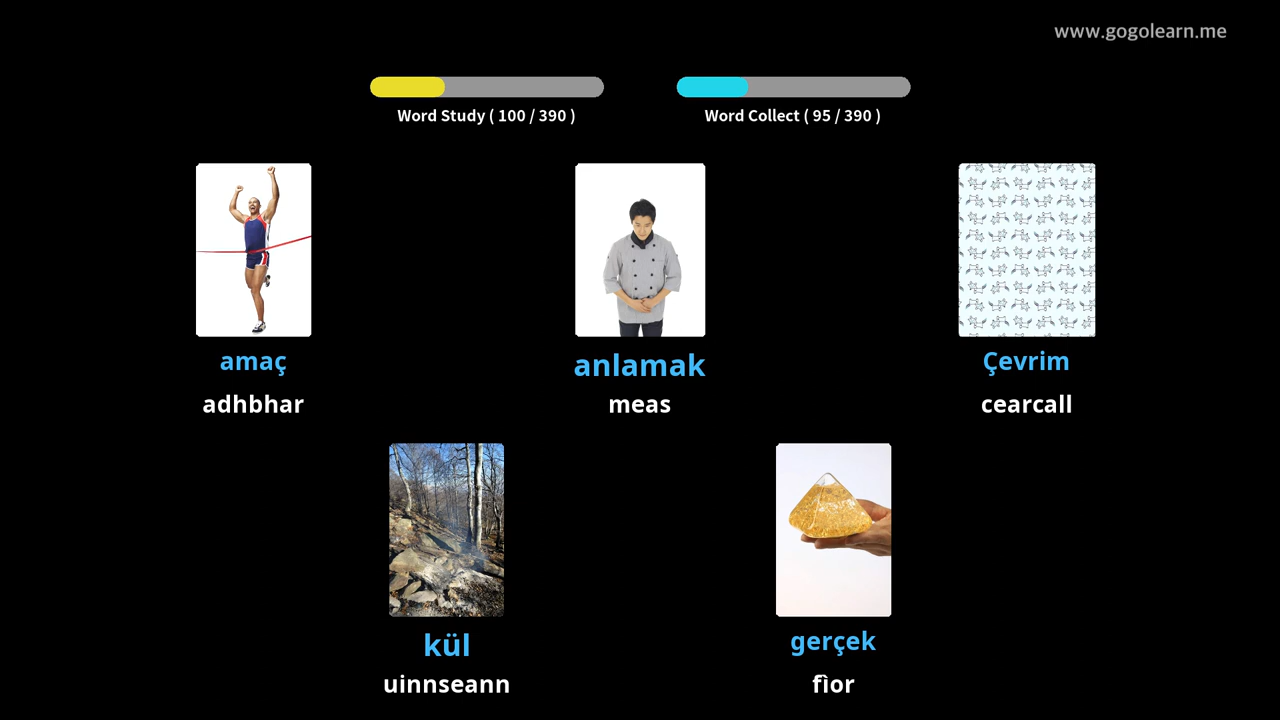 www.gogolearn.me
Word Study ( 100 / 390 )
Word Collect ( 95 / 390 )
amaç
adhbhar
anlamak
meas
Çevrim
cearcall
kül
uinnseann
gerçek
fìor